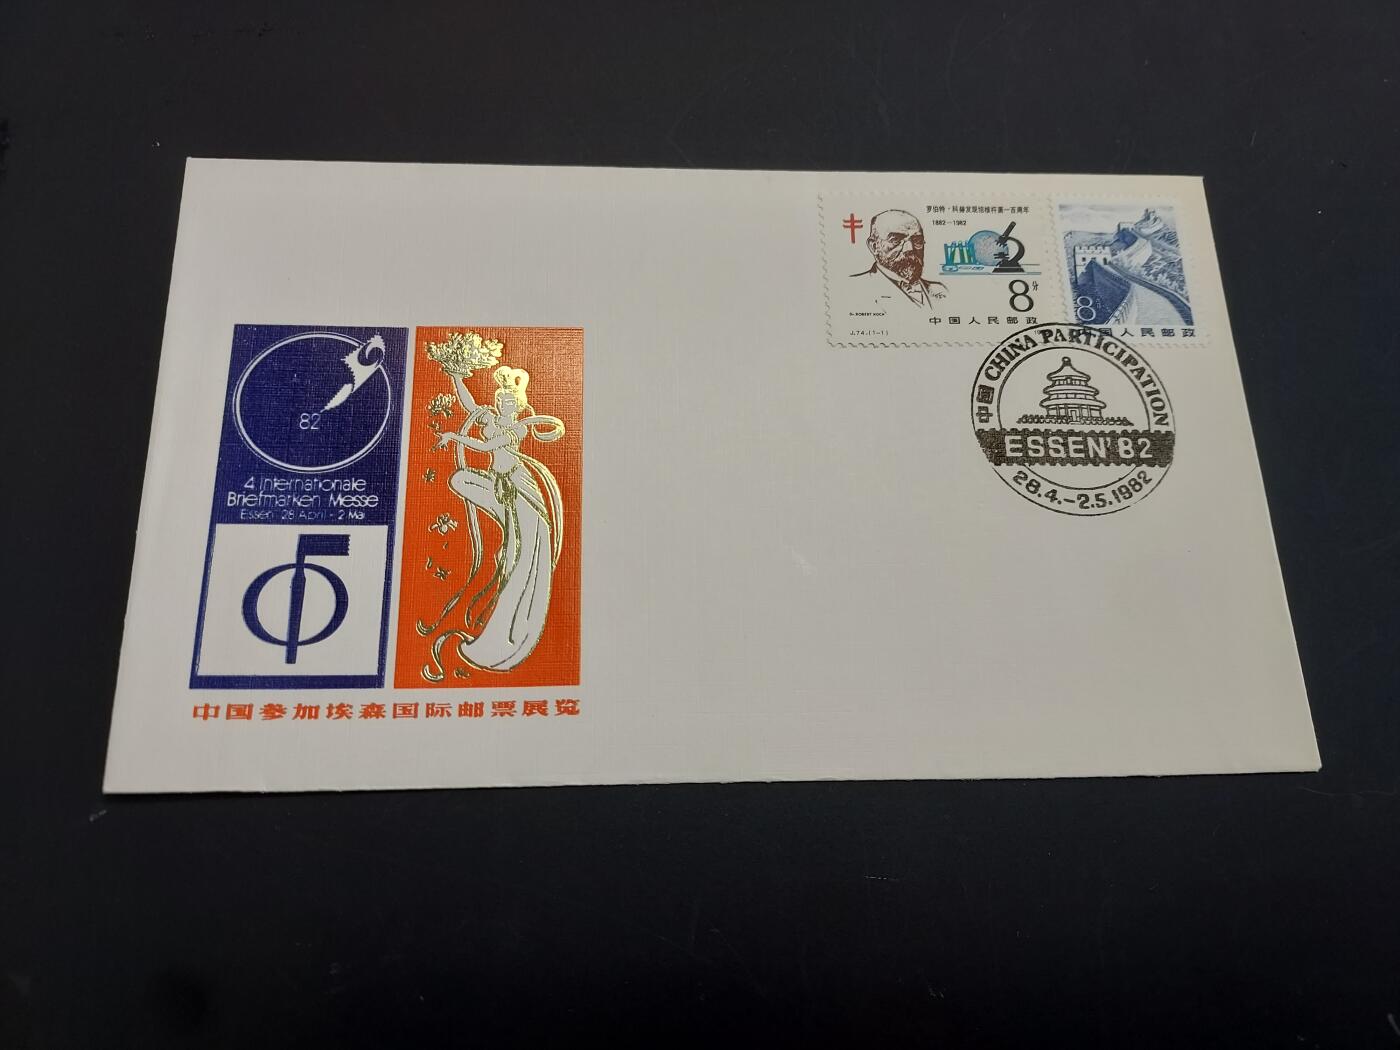 罗伯特·科赫发现结核杆菌一百周年
1882—1982
8分
Dr. ROBERT KOCH
中国人民邮政
J.74.(1-1)
8
中国人民邮政
中国 CHINA PARTICIPATION
ESSEN'82
28.4.–2.5.1982
82
4. Internationale
Briefmarken Messe
Essen 28 April - 2 Mai
中国参加埃森国际邮票展览